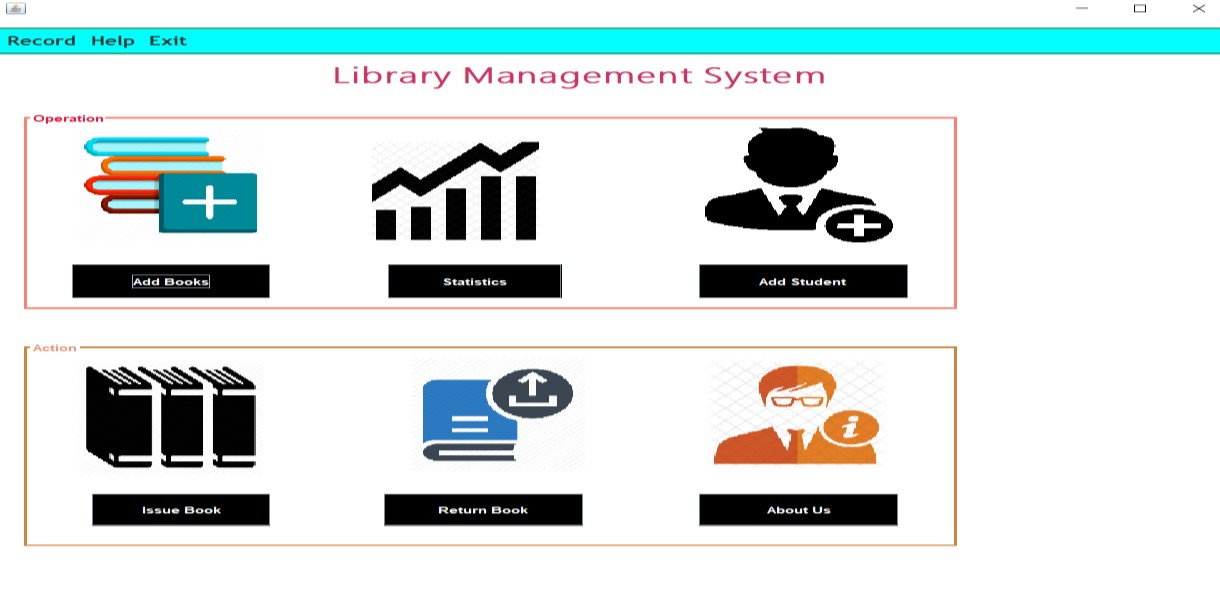 Record Help Exit
Library Management System
Operation
Add Books
Statistics
Add Student
Action
Issue Book
Return Book
About Us